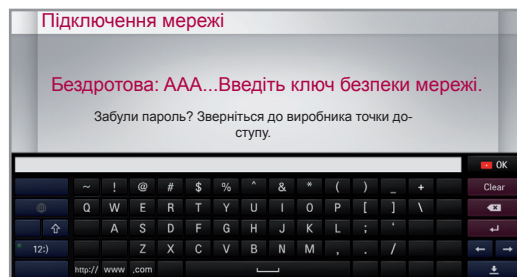 Підключення мережі
Бездротова: AAA...Введіть ключ безпеки мережі.
Забули пароль? Зверніться до виробника точки до-
ступу.
OK
~ ! @ # $ % ^ & * ( ) _ + Clear
Q W E R T Y U I O P [ ] \
A S D F G H J K L ; '
12:) Z X C V B N M , . /
http:// www .com